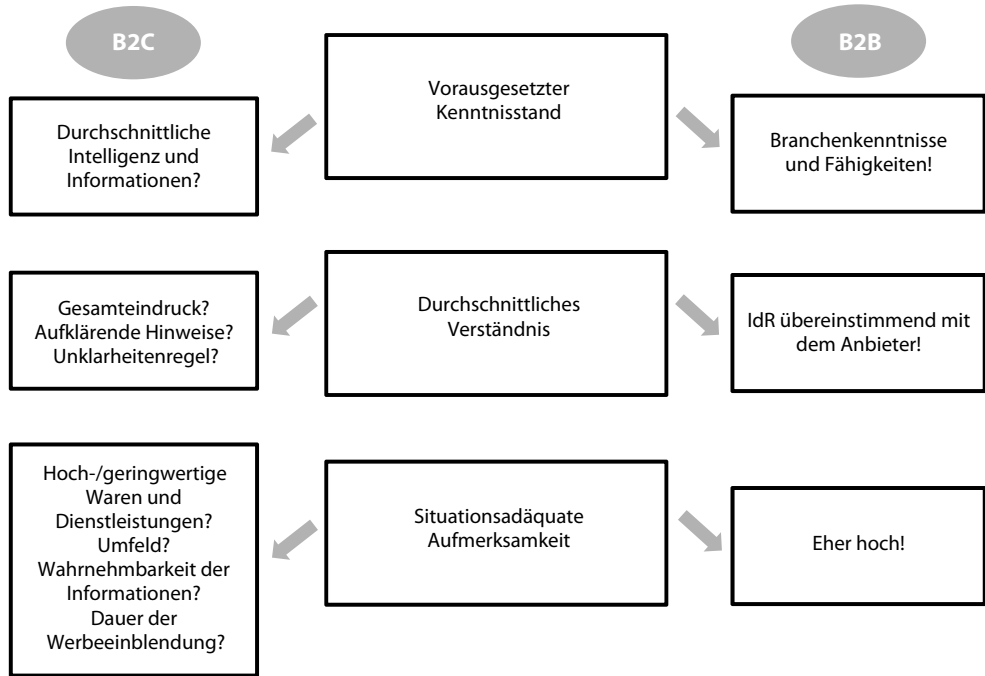 B2C
B2B
Vorausgesetzter
Kenntnisstand
Durchschnittliche
Intelligenz und
Informationen?
Branchenkenntnisse
und Fähigkeiten!
Durchschnittliches
Verständnis
Gesamteindruck?
Aufklärende Hinweise?
Unklarheitenregel?
IdR übereinstimmend mit
dem Anbieter!
Situationsadäquate
Aufmerksamkeit
Hoch-/geringwertige
Waren und
Dienstleistungen?
Umfeld?
Wahrnehmbarkeit der
Informationen?
Dauer der
Werbeeinblendung?
Eher hoch!